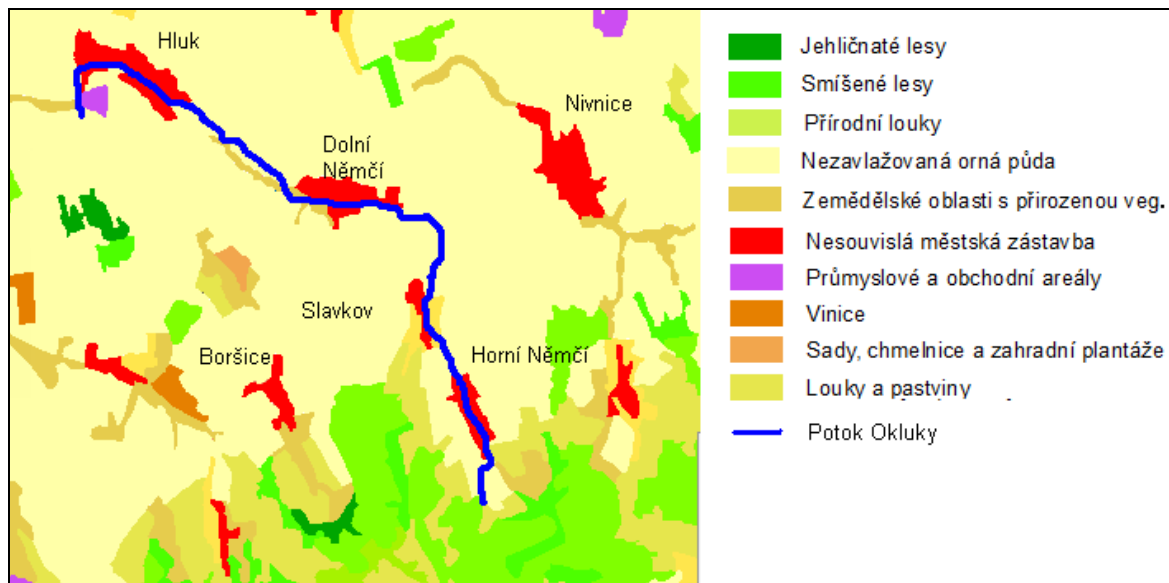 Hluk
Nivnice
Dolní
Němčí
Slavkov
Boršice
Horní Němčí
Jehličnaté lesy
Smíšené lesy
Přírodní louky
Nezavlažovaná orná půda
Zemědělské oblasti s přirozenou veg.
Nesouvislá městská zástavba
Průmyslové a obchodní areály
Vinice
Sady, chmelnice a zahradní plantáže
Louky a pastviny
Potok Okluky